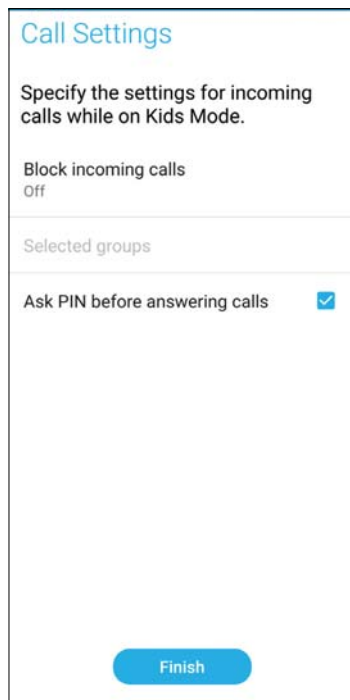 Call Settings
Specify the settings for incoming
calls while on Kids Mode.
Block incoming calls
Off
Selected groups
Ask PIN before answering calls
Finish